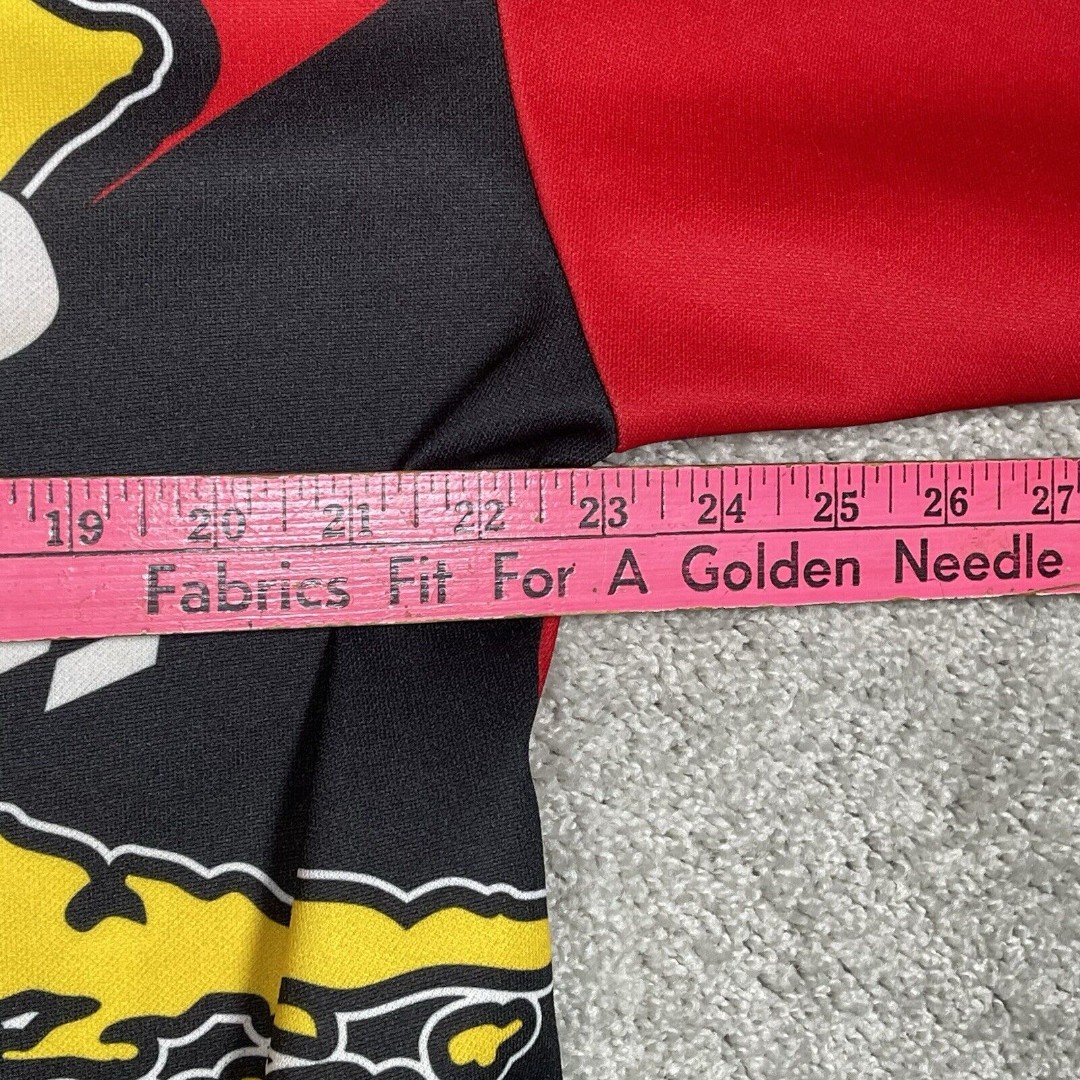 19 20 21 22 23 24 25 26 27
Fabrics Fit For A Golden Needle